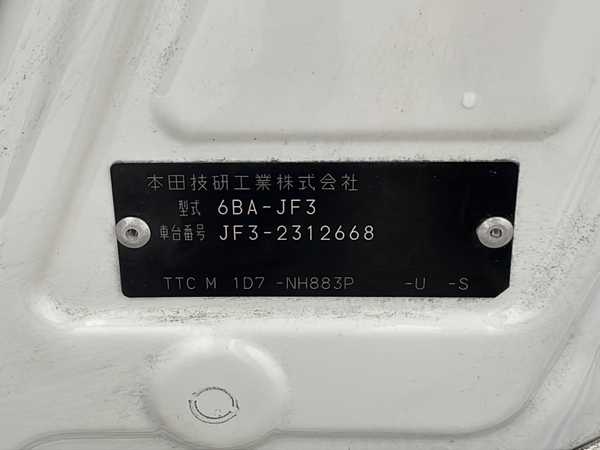 本田技研工業株式会社
型式 6BA-JF3
車台番号 JF3-2312668
TTC M 1D7 -NH883P -U -S